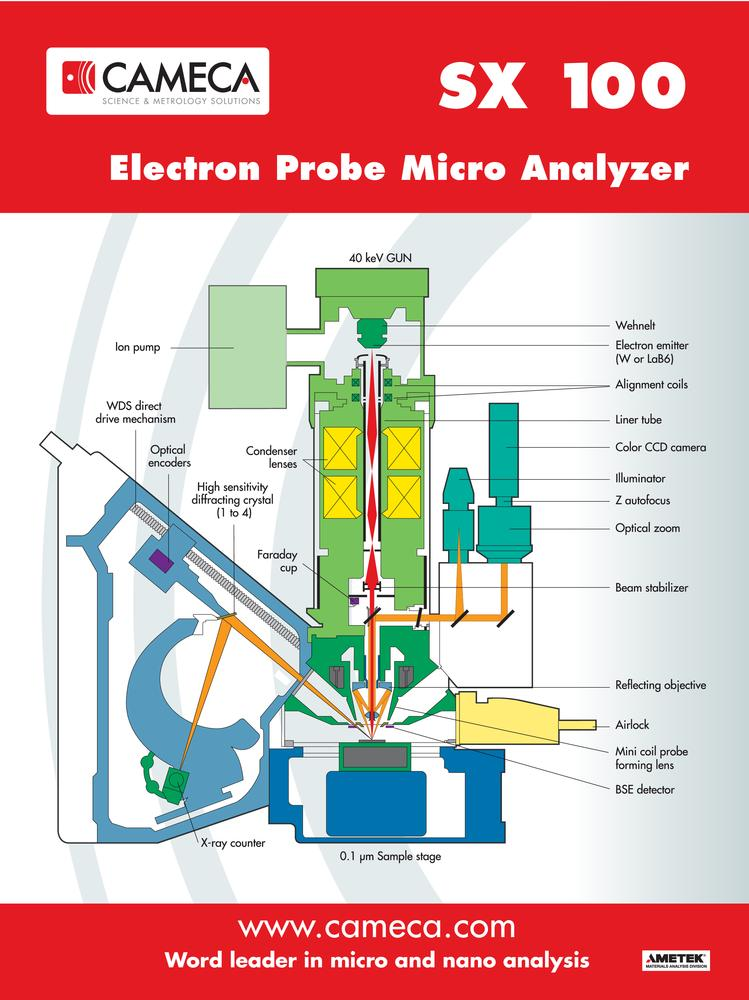 CAMECA
SCIENCE & METROLOGY SOLUTIONS
SX 100
Electron Probe Micro Analyzer
40 keV GUN
Ion pump
WDS direct
drive mechanism
Optical
encoders
High sensitivity
diffracting crystal
(1 to 4)
Condenser
lenses
Faraday
cup
X-ray counter
Wehnelt
Electron emitter
(W or LaB6)
Alignment coils
Liner tube
Color CCD camera
Illuminator
Z autofocus
Optical zoom
Beam stabilizer
Reflecting objective
Airlock
Mini coil probe
forming lens
BSE detector
0.1 µm Sample stage
www.cameca.com
Word leader in micro and nano analysis
AMETEK®
MATERIALS ANALYSIS DIVISION